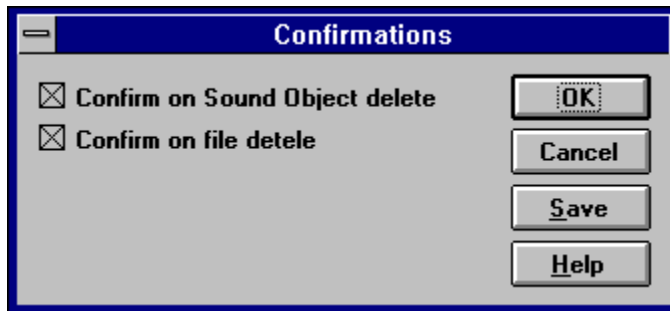 Confirmations
Confirm on Sound Object delete
Confirm on file detele
OK
Cancel
Save
Help